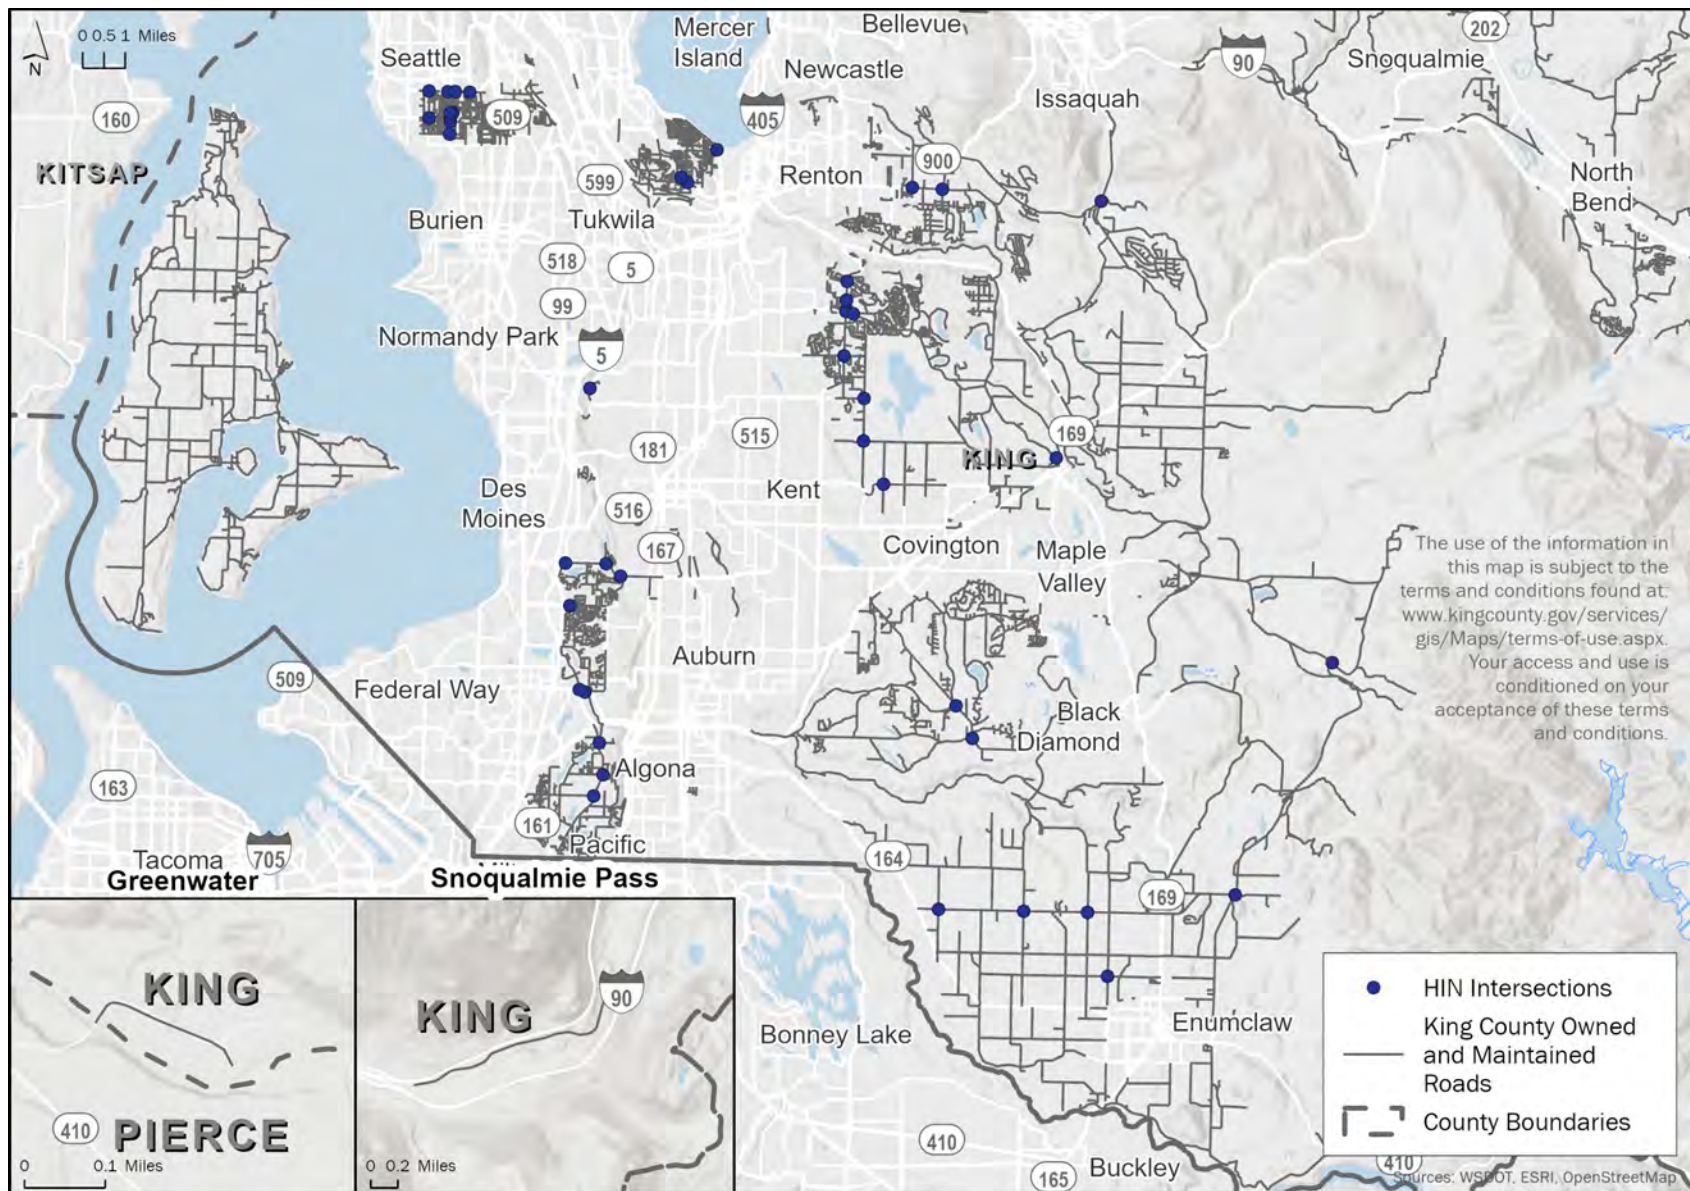 0 0.5 1 Miles
N
Seattle
Mercer
Island
Bellevue
Newcastle
Issaquah
Snoqualmie
202
90
160
509
405
KITSAP
599
Renton
900
North
Bend
Burien
Tukwila
518
5
99
Normandy Park
5
181
515
169
KING
Kent
Des
Moines
516
167
Covington
Maple
Valley
The use of the information in
this map is subject to the
terms and conditions found at:
www.kingcounty.gov/services/
gis/Maps/terms-of-use.aspx.
Your access and use is
conditioned on your
acceptance of these terms
and conditions.
Auburn
509
Federal Way
Black
Diamond
163
Algona
161
Pacific
705
Tacoma
Greenwater
Snoqualmie Pass
164
169
KING
PIERCE
410
0 0.1 Miles
KING
90
0 0.2 Miles
Bonney Lake
Enumclaw
410
165
Buckley
410
HIN Intersections
King County Owned
and Maintained
Roads
County Boundaries
Sources: WSDOT, ESRI, OpenStreetMap